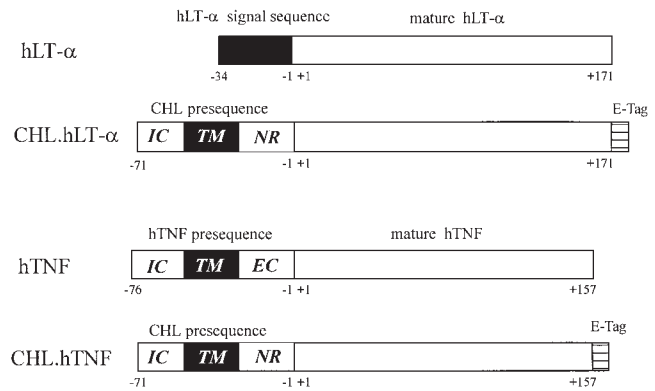 hLT-α signal sequence mature hLT-α
hLT-α
-34 -1 +1 +171
CHL presequence E-Tag
CHL.hLT-α IC TM NR
-71 -1 +1 +171
hTNF presequence mature hTNF
hTNF IC TM EC
-76 -1 +1 +157
CHL presequence E-Tag
CHL.hTNF IC TM NR
-71 -1 +1 +157